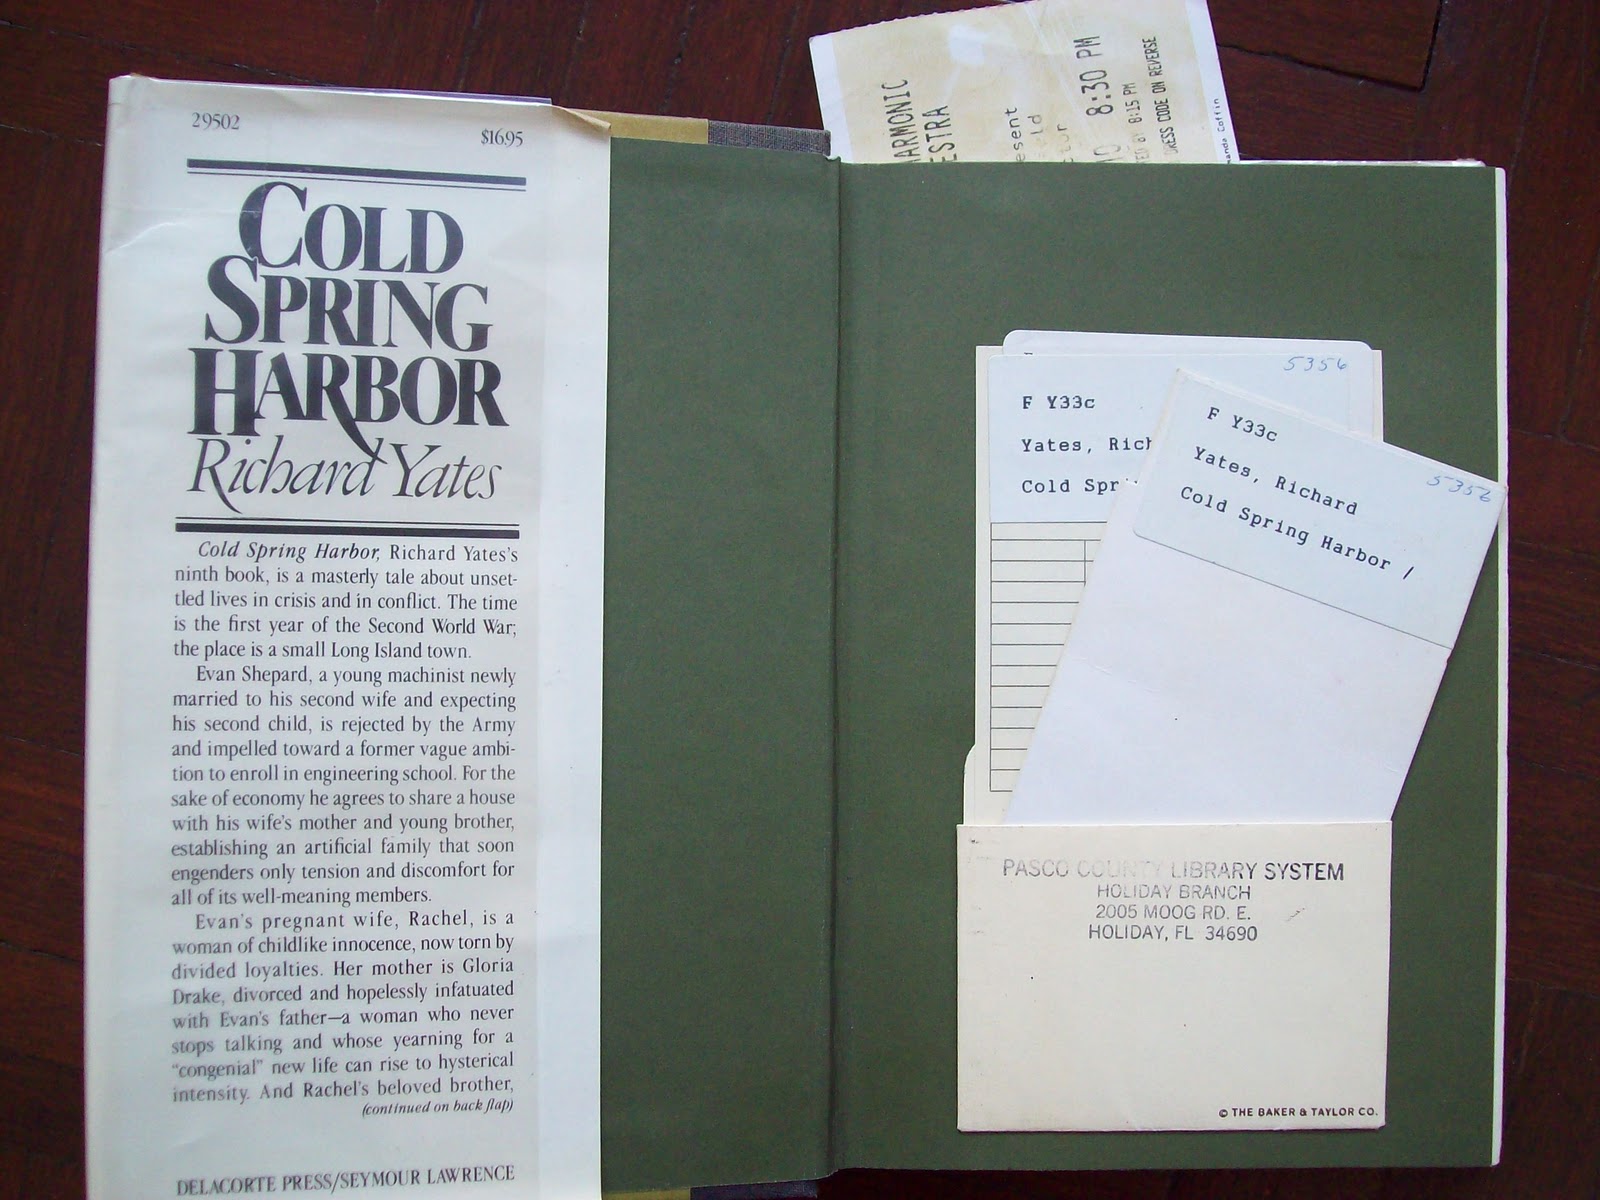 29502
$16.95
COLD
SPRING
HARBOR
Richard Yates
Cold Spring Harbor, Richard Yates's
ninth book, is a masterly tale about unset-
tled lives in crisis and in conflict. The time
is the first year of the Second World War;
the place is a small Long Island town.
Evan Shepard, a young machinist newly
married to his second wife and expecting
his second child, is rejected by the Army
and impelled toward a former vague ambi-
tion to enroll in engineering school. For the
sake of economy he agrees to share a house
with his wife's mother and young brother,
establishing an artificial family that soon
engenders only tension and discomfort for
all of its well-meaning members.
Evan's pregnant wife, Rachel, is a
woman of childlike innocence, now torn by
divided loyalties. Her mother is Gloria
Drake, divorced and hopelessly infatuated
with Evan's father—a woman who never
stops talking and whose yearning for a
"congenial" new life can rise to hysterical
intensity. And Rachel's beloved brother,
(continued on back flap)
DELACORTE PRESS/SEYMOUR LAWRENCE
ARMONIC
ESTRA
esent
8:30 PM
8:15 PM
DRESS CODE ON REVERSE
Coffin
5356
F Y33c
Yates, Rich
Cold Spr
5356
F Y33c
Yates, Richard
Cold Spring Harbor /
PASCO COUNTY LIBRARY SYSTEM
HOLIDAY BRANCH
2005 MOOG RD. E.
HOLIDAY, FL 34690
© THE BAKER & TAYLOR CO.